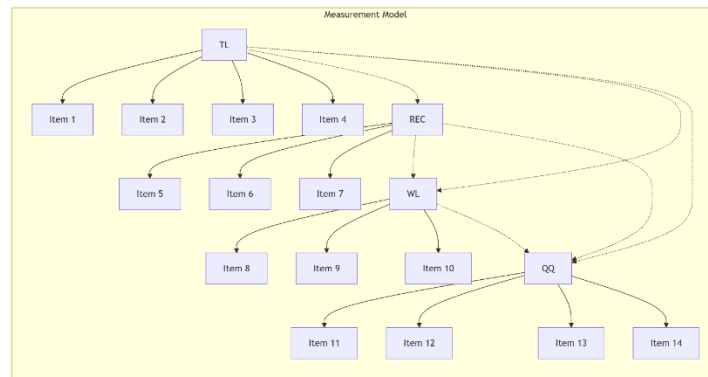 Measurement Model
TL
Item 1
Item 2
Item 3
Item 4
REC
Item 5
Item 6
Item 7
WL
Item 8
Item 9
Item 10
QQ
Item 11
Item 12
Item 13
Item 14